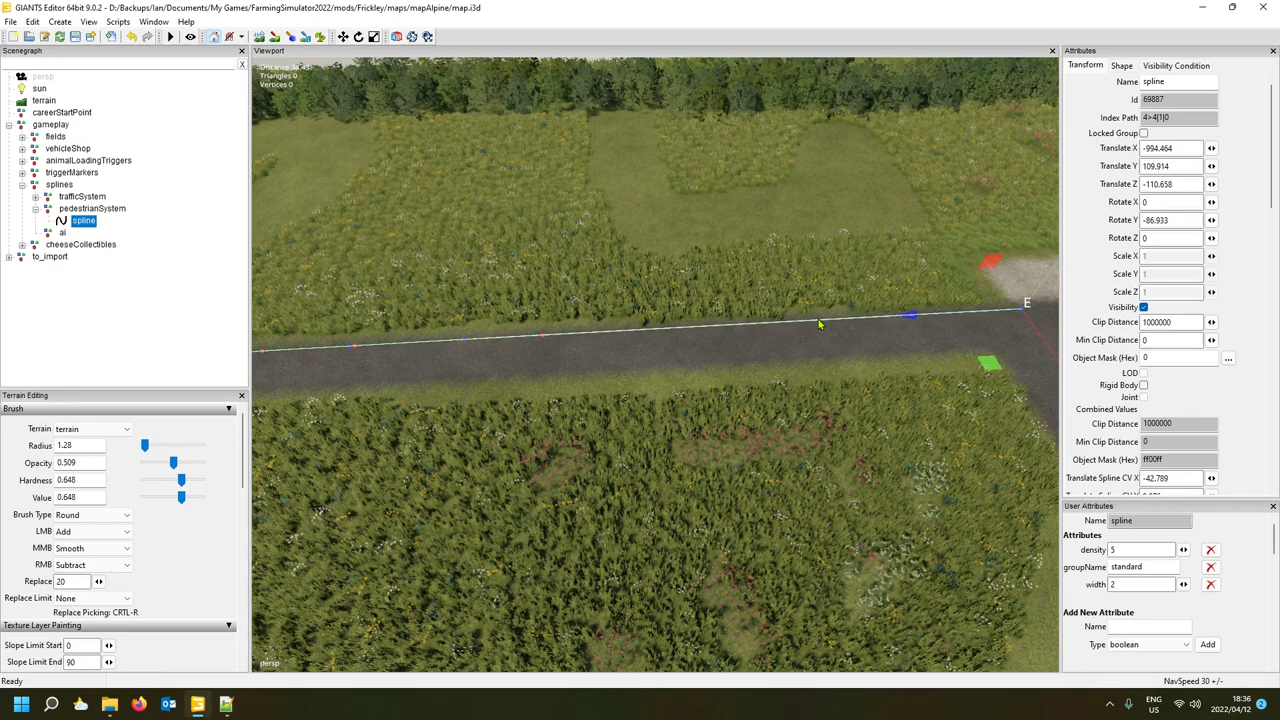 GIANTS Editor 64bit 9.0.2 - D:/Backups/Ian/Documents/My Games/FarmingSimulator2022/mods/Frickley/maps/mapAlpine/map.i3d
File Edit Create View Scripts Window Help
Scenegraph
X
persp
sun
terrain
careerStartPoint
gameplay
fields
vehicleShop
animalLoadingTriggers
triggerMarkers
splines
trafficSystem
pedestrianSystem
spline
ai
cheeseCollectibles
to_import
Terrain Editing
Brush
Terrain terrain
Radius 1.28
Opacity 0.509
Hardness 0.648
Value 0.648
Brush Type Round
LMB Add
MMB Smooth
RMB Subtract
Replace 20
Replace Limit None
Replace Picking: CRTL-R
Texture Layer Painting
Slope Limit Start 0
Slope Limit End 90
Viewport
Triangles 0
Vertices 0
E
persp
Attributes
Transform Shape Visibility Condition
Name spline
Id 69887
Index Path 4>4|1|0
Locked Group
Translate X -994.464
Translate Y 109.914
Translate Z -110.658
Rotate X 0
Rotate Y -86.933
Rotate Z 0
Scale X 1
Scale Y 1
Scale Z 1
Visibility
Clip Distance 1000000
Min Clip Distance 0
Object Mask (Hex) 0 ...
LOD
Rigid Body
Joint
Combined Values
Clip Distance 1000000
Min Clip Distance 0
Object Mask (Hex) ff00ff
Translate Spline CV X -42.789
User Attributes
Name spline
Attributes
density 5
groupName standard
width 2
Add New Attribute
Name
Type boolean Add
Ready
NavSpeed 30 +/-
ENG
US
18:36
2022/04/12
2